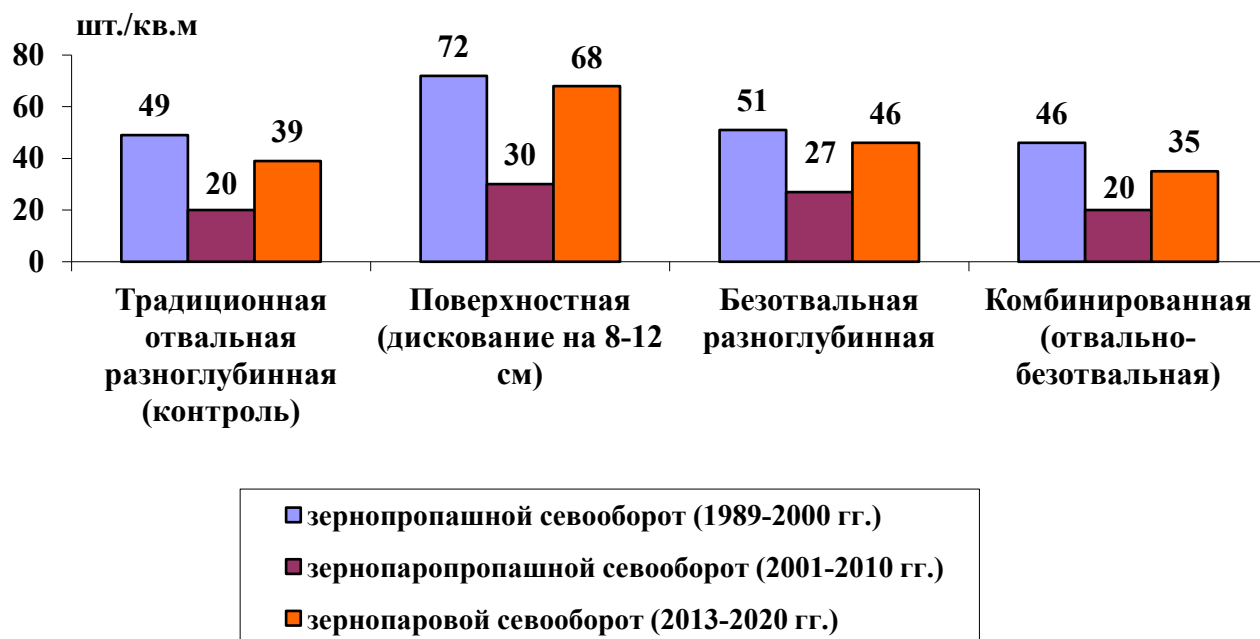 шт./кв.м
80
60
40
20
0
49
20
39
72
30
68
51
27
46
46
20
35
Традиционная
отвальная
разноглубинная
(контроль)
Поверхностная
(дискование на 8-12
см)
Безотвальная
разноглубинная
Комбинированная
(отвально-
безотвальная)
зернопропашной севооборот (1989-2000 гг.)
зернопаропропашной севооборот (2001-2010 гг.)
зернопаровой севооборот (2013-2020 гг.)